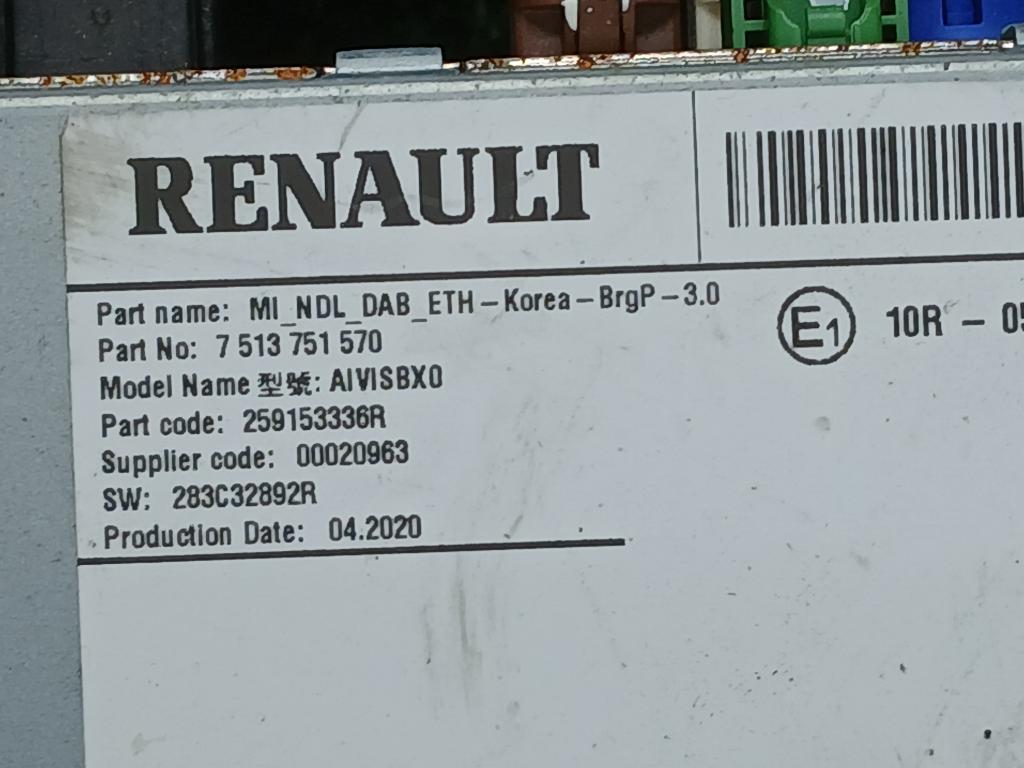 RENAULT
Part name: MI_NDL_DAB_ETH-Korea-BrgP-3.0
Part No: 7 513 751 570
E1 10R - 05
Model Name 型號: AIVISBX0
Part code: 259153336R
Supplier code: 00020963
SW: 283C32892R
Production Date: 04.2020